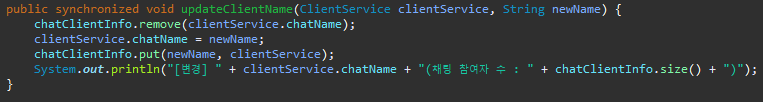 public synchronized void updateClientName(ClientService clientService, String newName) {
    chatClientInfo.remove(clientService.chatName);
    clientService.chatName = newName;
    chatClientInfo.put(newName, clientService);
    System.out.println("[변경] " + clientService.chatName + "(채팅 참여자 수 : " + chatClientInfo.size() + ")");
}